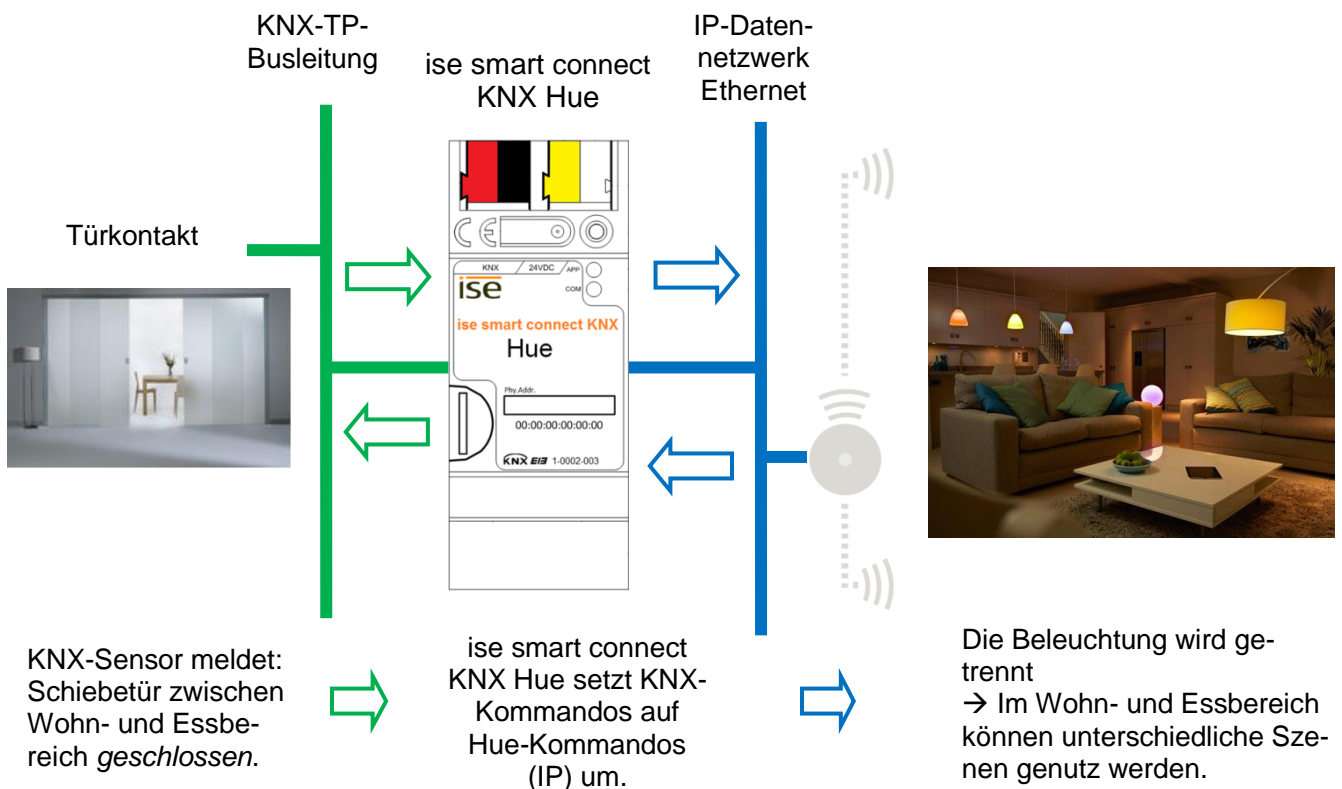 KNX-TP-
Busleitung
ise smart connect
KNX Hue
IP-Daten-
netzwerk
Ethernet
Türkontakt
KNX
24VDC
APP
COM
ise
ise smart connect KNX
Hue
Phy.Addr.
00:00:00:00:00:00
KNX EIB 1-0002-003
KNX-Sensor meldet:
Schiebetür zwischen
Wohn- und Essbe-
reich geschlossen.
ise smart connect
KNX Hue setzt KNX-
Kommandos auf
Hue-Kommandos
(IP) um.
Die Beleuchtung wird ge-
trennt
→ Im Wohn- und Essbereich
können unterschiedliche Sze-
nen genutz werden.